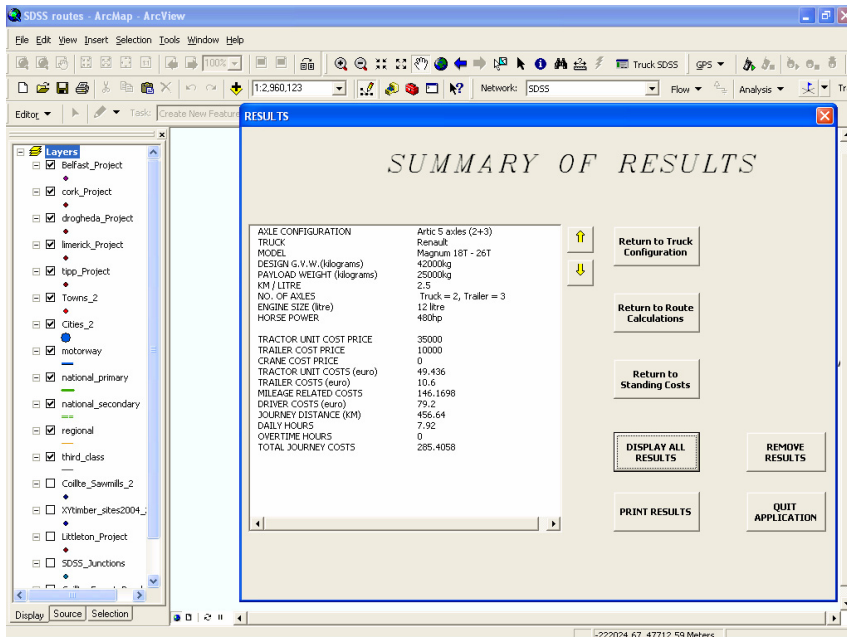 SDSS routes - ArcMap - ArcView
File Edit View Insert Selection Tools Window Help
100% Truck SDSS GPS
1:2,960,123 Network: SDSS Flow Analysis
Editor Task: Create New Feature
RESULTS
SUMMARY OF RESULTS
Layers
Belfast_Project
cork_Project
drogheda_Project
limerick_Project
tipp_Project
Towns_2
Cities_2
motorway
national_primary
national_secondary
regional
third_class
Coillte_Sawmills_2
XYtimber_sites2004_
Littleton_Project
SDSS_Junctions
Display Source Selection
AXLE CONFIGURATION Artic 5 axles (2+3)
TRUCK Renault
MODEL Magnum 18T - 26T
DESIGN G.V.W.(kilograms) 42000kg
PAYLOAD WEIGHT (kilograms) 25000kg
KM / LITRE 2.5
NO. OF AXLES Truck = 2, Trailer = 3
ENGINE SIZE (litre) 12 litre
HORSE POWER 480hp
TRACTOR UNIT COST PRICE 35000
TRAILER COST PRICE 10000
CRANE COST PRICE 0
TRACTOR UNIT COSTS (euro) 49.436
TRAILER COSTS (euro) 10.6
MILEAGE RELATED COSTS 146.1698
DRIVER COSTS (euro) 79.2
JOURNEY DISTANCE (KM) 456.64
DAILY HOURS 7.92
OVERTIME HOURS 0
TOTAL JOURNEY COSTS 285.4058
Return to Truck
Configuration
Return to Route
Calculations
Return to
Standing Costs
DISPLAY ALL
RESULTS
REMOVE
RESULTS
PRINT RESULTS
QUIT
APPLICATION
-222024.67 47712.59 Meters